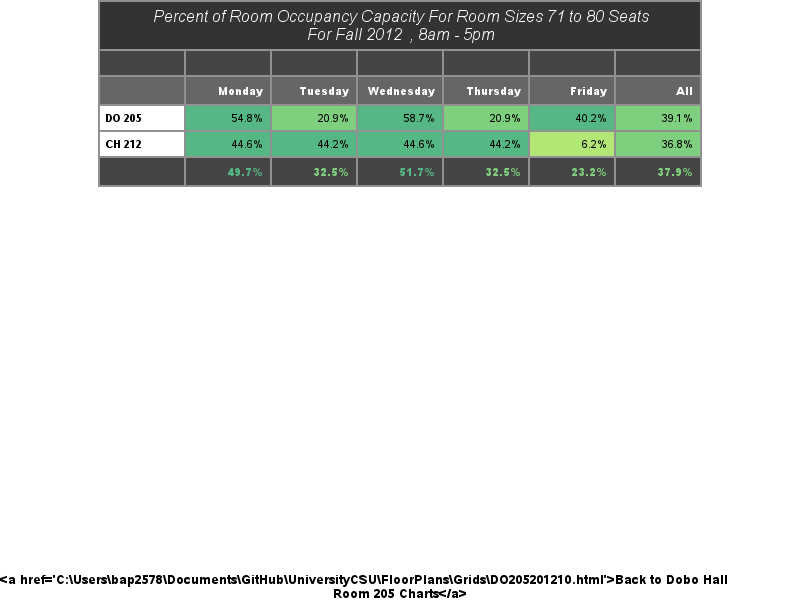 Percent of Room Occupancy Capacity For Room Sizes 71 to 80 Seats
For Fall 2012 , 8am - 5pm
Monday Tuesday Wednesday Thursday Friday All
DO 205 54.8% 20.9% 58.7% 20.9% 40.2% 39.1%
CH 212 44.6% 44.2% 44.6% 44.2% 6.2% 36.8%
49.7% 32.5% 51.7% 32.5% 23.2% 37.9%
<a href='C:\Users\bap2578\Documents\GitHub\UniversityCSU\FloorPlans\Grids\DO205201210.html'>Back to Dobo Hall
Room 205 Charts</a>